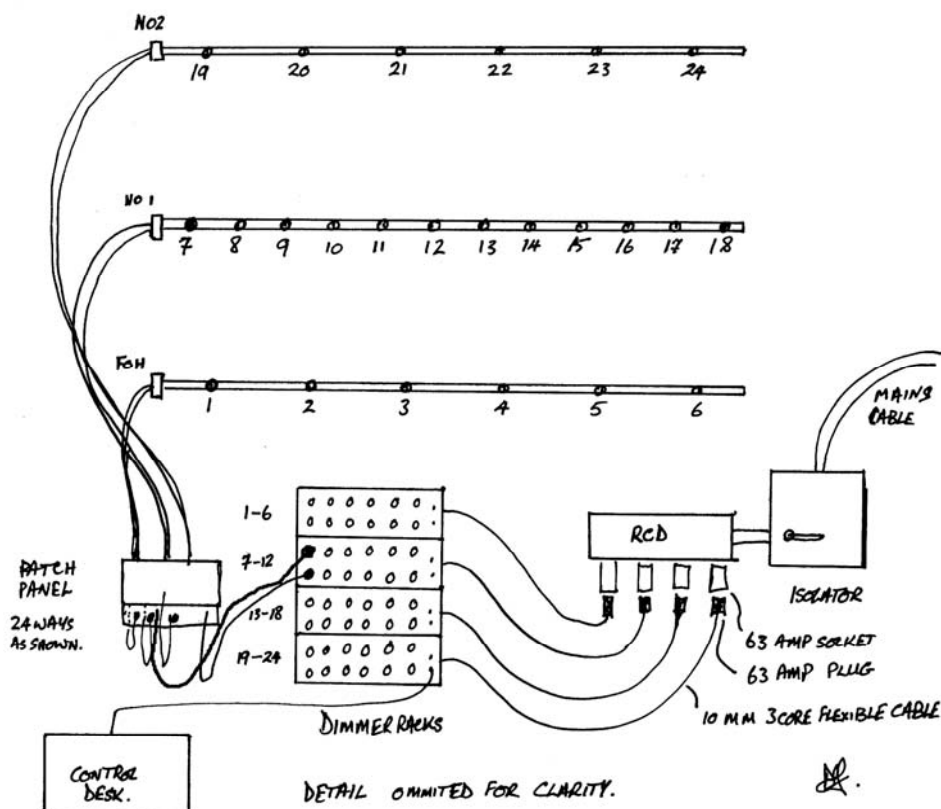 NO2
19 20 21 22 23 24
NO 1
7 8 9 10 11 12 13 14 15 16 17 18
FOH
1 2 3 4 5 6
MAINS
CABLE
1-6
7-12
13-18
19-24
RCD
PATCH
PANEL
24 WAYS
AS SHOWN.
ISOLATOR
63 AMP SOCKET
63 AMP PLUG
10 MM 3 CORE FLEXIBLE CABLE
DIMMER RACKS
CONTROL
DESK.
DETAIL OMMITED FOR CLARITY.